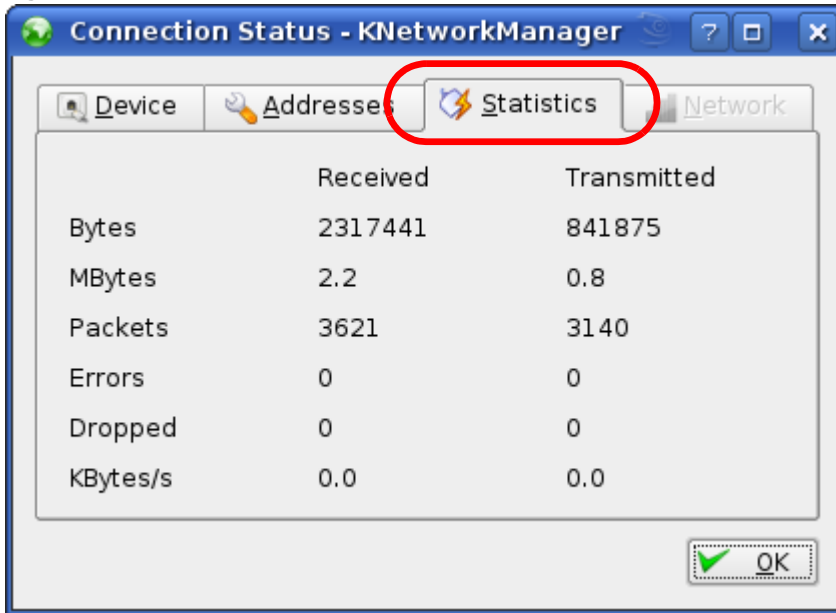 Connection Status - KNetworkManager
Device Addresses Statistics Network
Received Transmitted
Bytes 2317441 841875
MBytes 2.2 0.8
Packets 3621 3140
Errors 0 0
Dropped 0 0
KBytes/s 0.0 0.0
OK